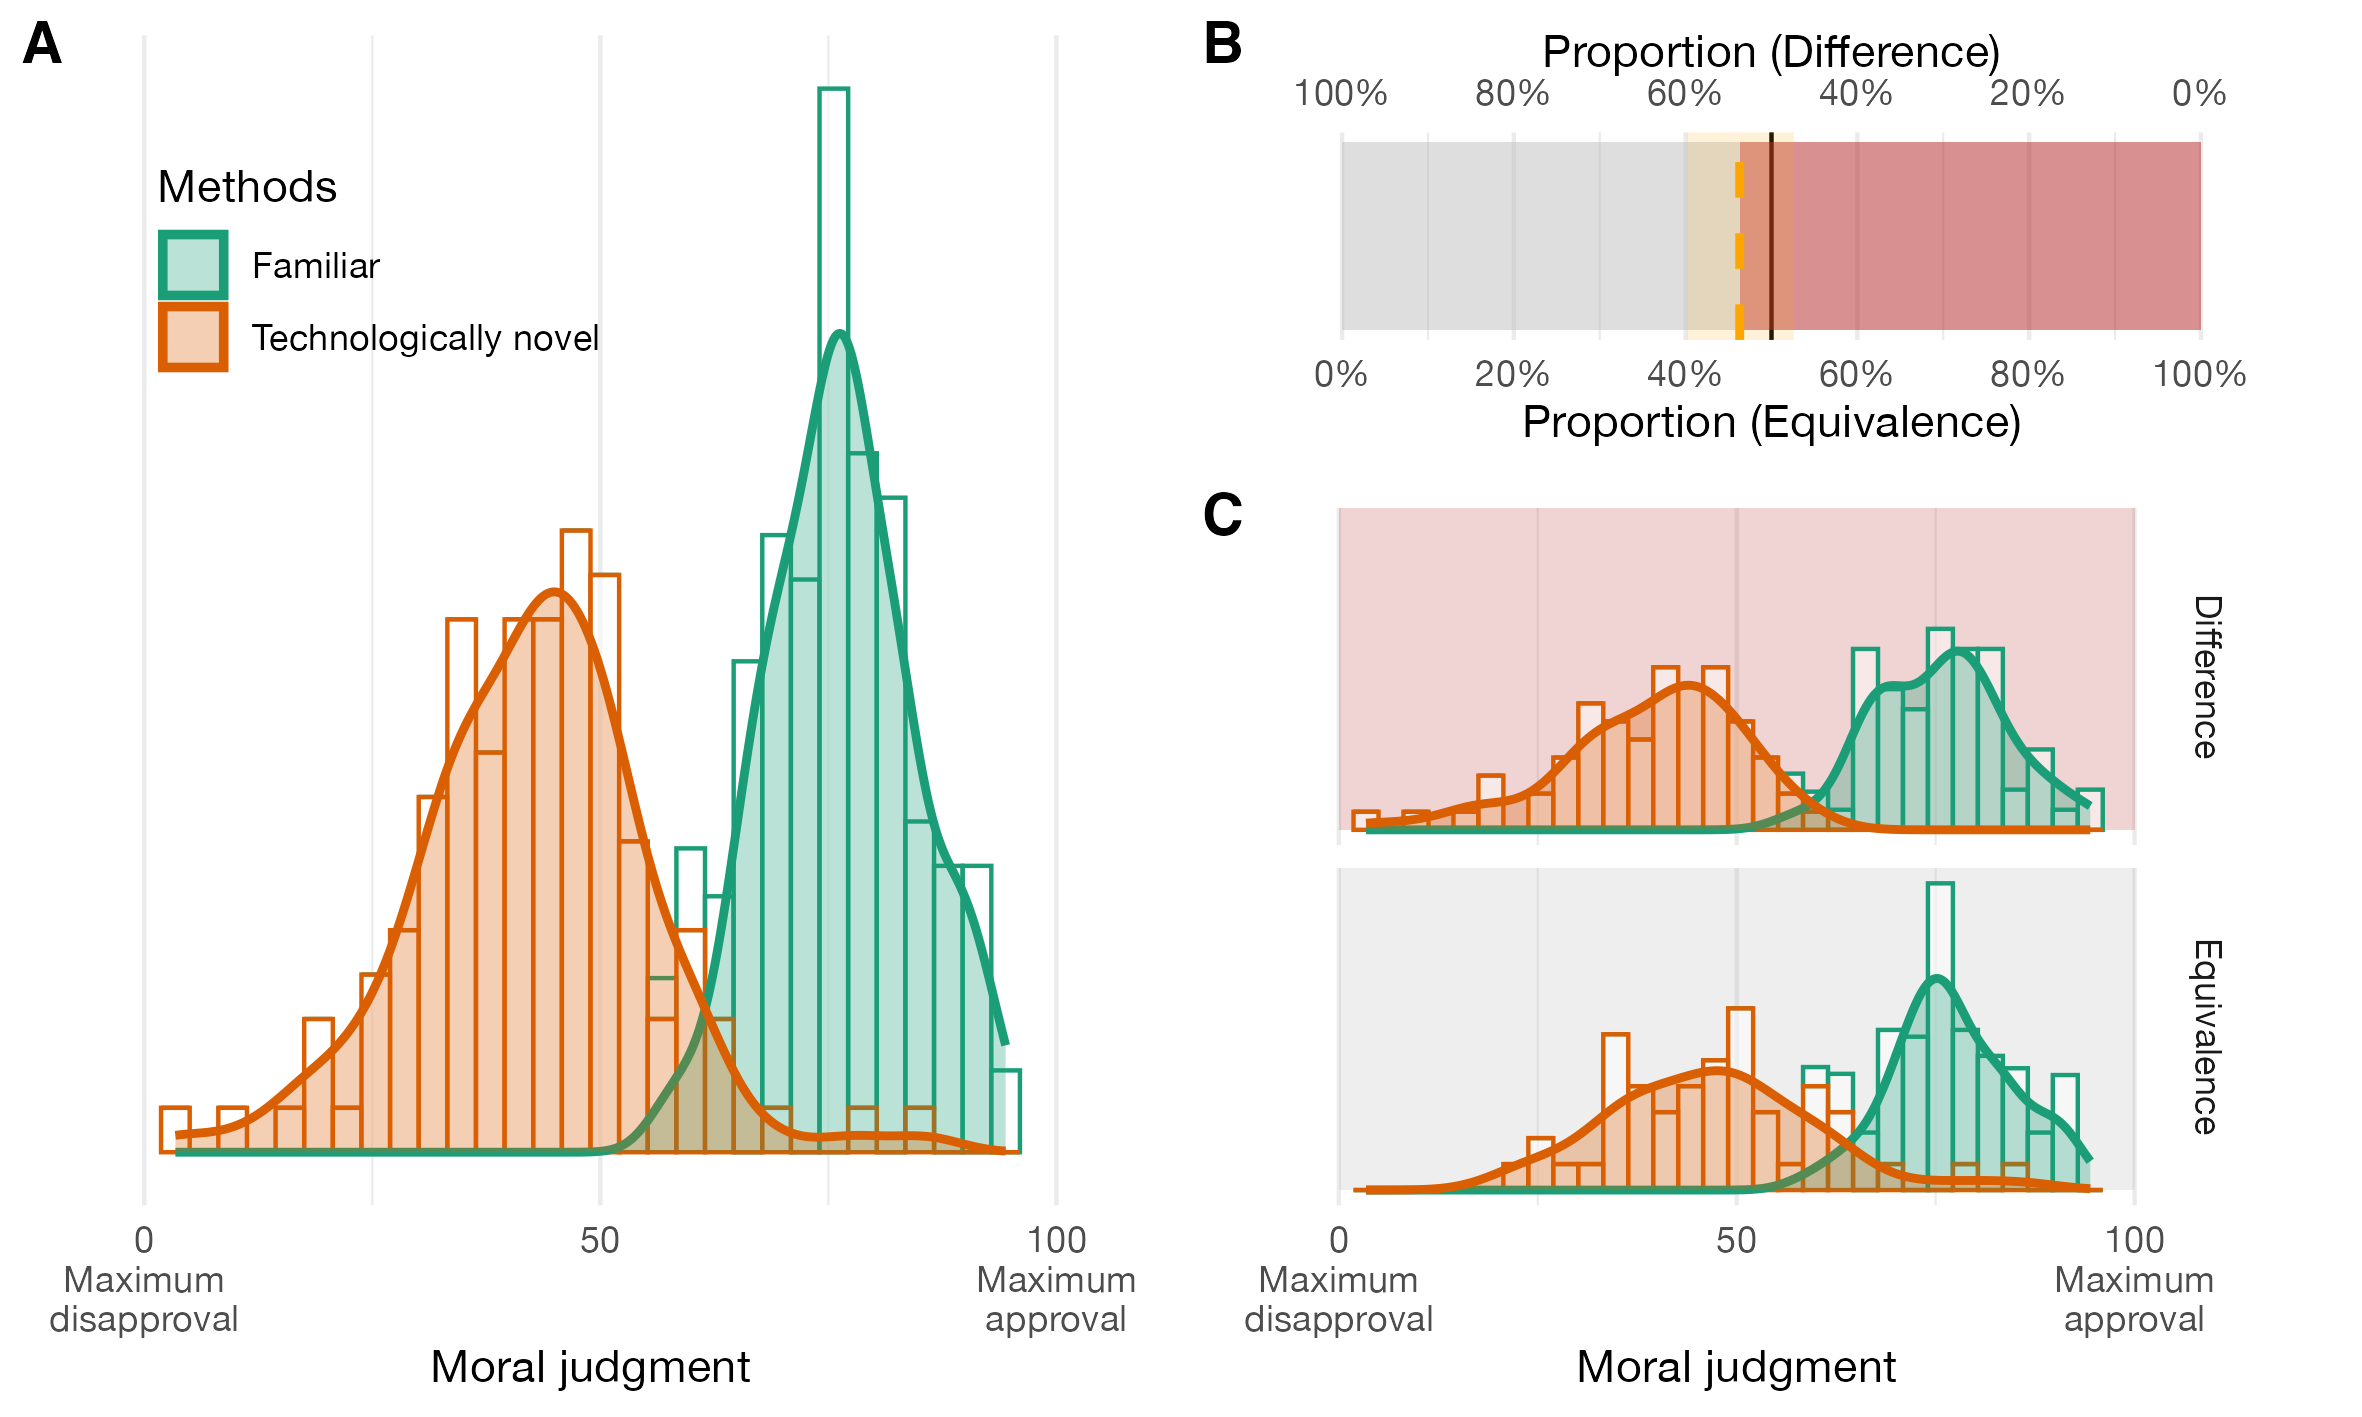 A
Methods
Familiar
Technologically novel
0 50 100
Maximum disapproval
Maximum approval
Moral judgment
B
Proportion (Difference)
100% 80% 60% 40% 20% 0%
0% 20% 40% 60% 80% 100%
Proportion (Equivalence)
C
Difference
Equivalence
0 50 100
Maximum disapproval
Maximum approval
Moral judgment